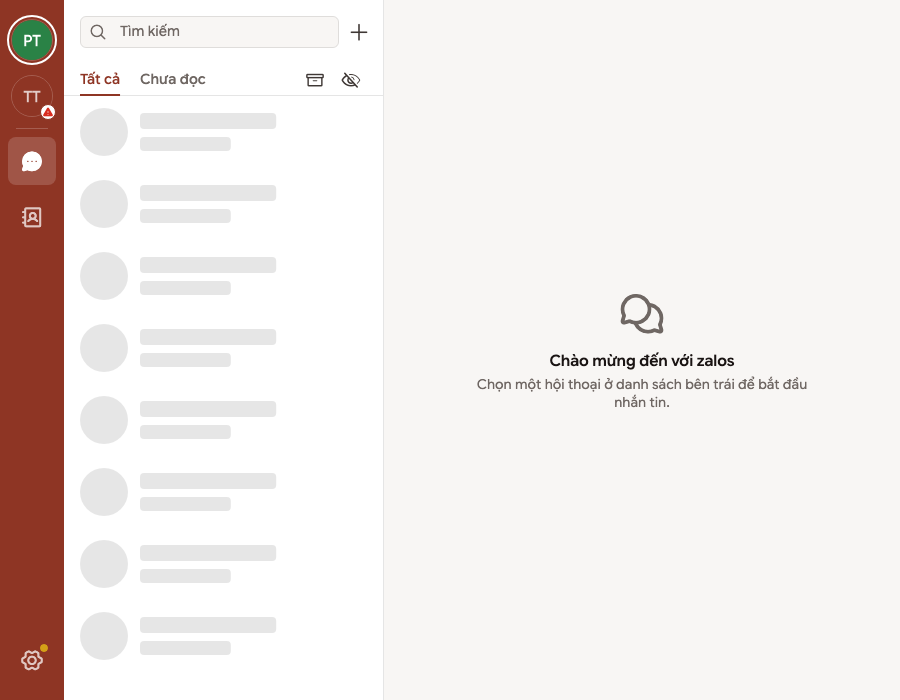 PT
Tìm kiếm
TT
Tất cả
Chưa đọc
Chào mừng đến với zalos
Chọn một hội thoại ở danh sách bên trái để bắt đầu
nhắn tin.